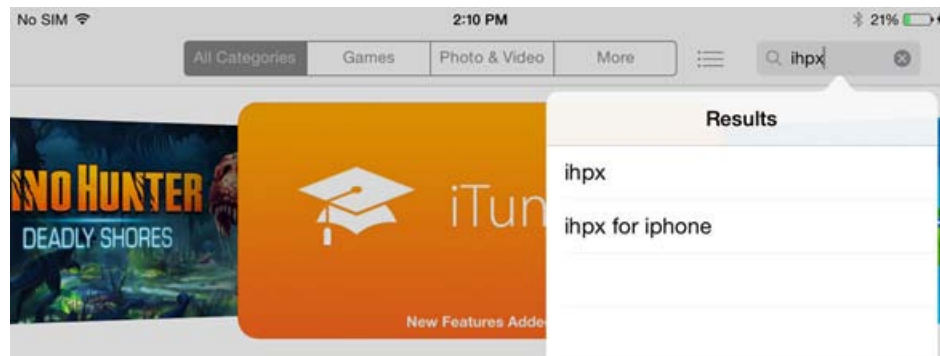 No SIM 2:10 PM 21%
All Categories Games Photo & Video More ihpx
Results
ihpx
INO HUNTER
DEADLY SHORES
iTun
ihpx for iphone
New Features Adde